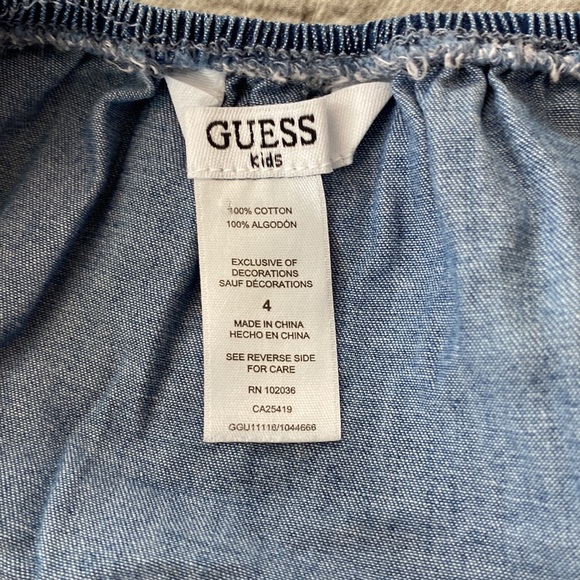 GUESS
kids
100% COTTON
100% ALGODÓN
EXCLUSIVE OF
DECORATIONS
SAUF DÉCORATIONS
4
MADE IN CHINA
HECHO EN CHINA
SEE REVERSE SIDE
FOR CARE
RN 102036
CA25419
GGU11116/1044666